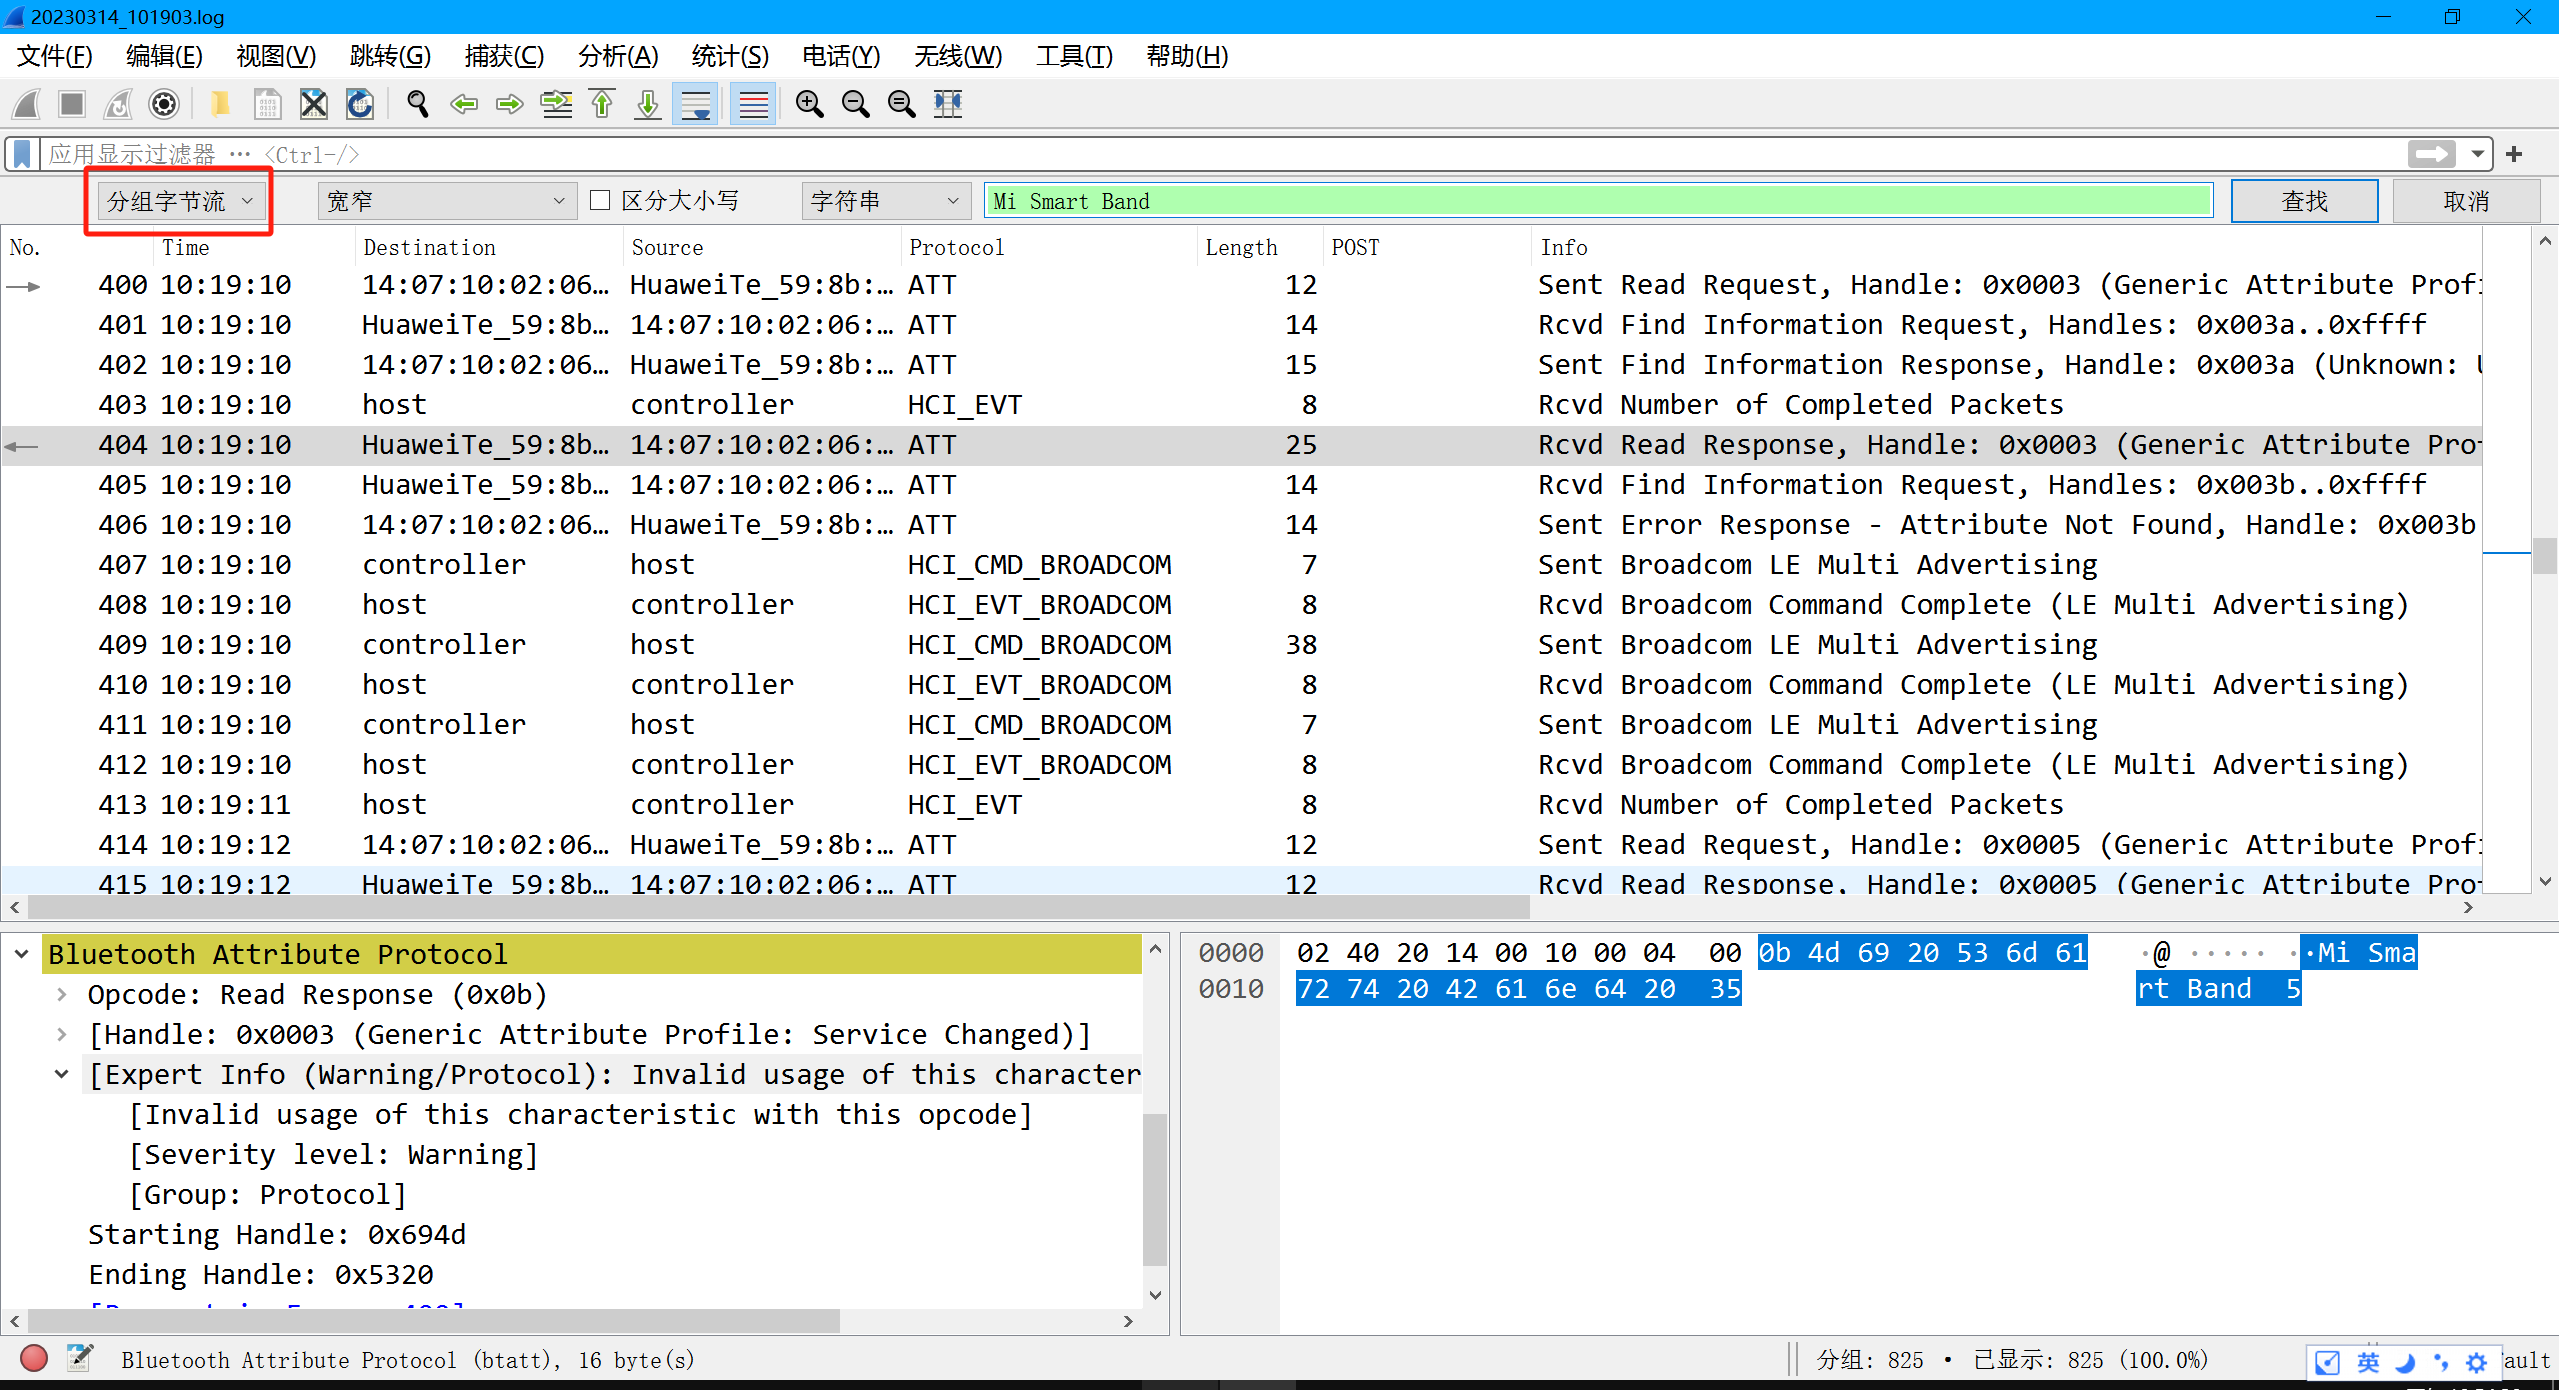 20230314_101903.log
文件(F) 编辑(E) 视图(V) 跳转(G) 捕获(C) 分析(A) 统计(S) 电话(Y) 无线(W) 工具(T) 帮助(H)
应用显示过滤器 … <Ctrl-/>
分组字节流 宽窄 区分大小写 字符串 Mi Smart Band 查找 取消
No. Time Destination Source Protocol Length POST Info
400 10:19:10 14:07:10:02:06… HuaweiTe_59:8b:… ATT 12 Sent Read Request, Handle: 0x0003 (Generic Attribute Prof
401 10:19:10 HuaweiTe_59:8b… 14:07:10:02:06:… ATT 14 Rcvd Find Information Request, Handles: 0x003a..0xffff
402 10:19:10 14:07:10:02:06… HuaweiTe_59:8b:… ATT 15 Sent Find Information Response, Handle: 0x003a (Unknown:
403 10:19:10 host controller HCI_EVT 8 Rcvd Number of Completed Packets
404 10:19:10 HuaweiTe_59:8b… 14:07:10:02:06:… ATT 25 Rcvd Read Response, Handle: 0x0003 (Generic Attribute Pro
405 10:19:10 HuaweiTe_59:8b… 14:07:10:02:06:… ATT 14 Rcvd Find Information Request, Handles: 0x003b..0xffff
406 10:19:10 14:07:10:02:06… HuaweiTe_59:8b:… ATT 14 Sent Error Response - Attribute Not Found, Handle: 0x003b
407 10:19:10 controller host HCI_CMD_BROADCOM 7 Sent Broadcom LE Multi Advertising
408 10:19:10 host controller HCI_EVT_BROADCOM 8 Rcvd Broadcom Command Complete (LE Multi Advertising)
409 10:19:10 controller host HCI_CMD_BROADCOM 38 Sent Broadcom LE Multi Advertising
410 10:19:10 host controller HCI_EVT_BROADCOM 8 Rcvd Broadcom Command Complete (LE Multi Advertising)
411 10:19:10 controller host HCI_CMD_BROADCOM 7 Sent Broadcom LE Multi Advertising
412 10:19:10 host controller HCI_EVT_BROADCOM 8 Rcvd Broadcom Command Complete (LE Multi Advertising)
413 10:19:11 host controller HCI_EVT 8 Rcvd Number of Completed Packets
414 10:19:12 14:07:10:02:06… HuaweiTe_59:8b:… ATT 12 Sent Read Request, Handle: 0x0005 (Generic Attribute Prof
415 10:19:12 HuaweiTe_59:8b… 14:07:10:02:06:… ATT 12 Rcvd Read Response, Handle: 0x0005 (Generic Attribute Pro
Bluetooth Attribute Protocol
Opcode: Read Response (0x0b)
[Handle: 0x0003 (Generic Attribute Profile: Service Changed)]
[Expert Info (Warning/Protocol): Invalid usage of this character
[Invalid usage of this characteristic with this opcode]
[Severity level: Warning]
[Group: Protocol]
Starting Handle: 0x694d
Ending Handle: 0x5320
0000 02 40 20 14 00 10 00 04 00 0b 4d 69 20 53 6d 61 ·@ ····· ··Mi Sma
0010 72 74 20 42 61 6e 64 20 35 rt Band 5
Bluetooth Attribute Protocol (btatt), 16 byte(s) 分组: 825 · 已显示: 825 (100.0%) 英 ault